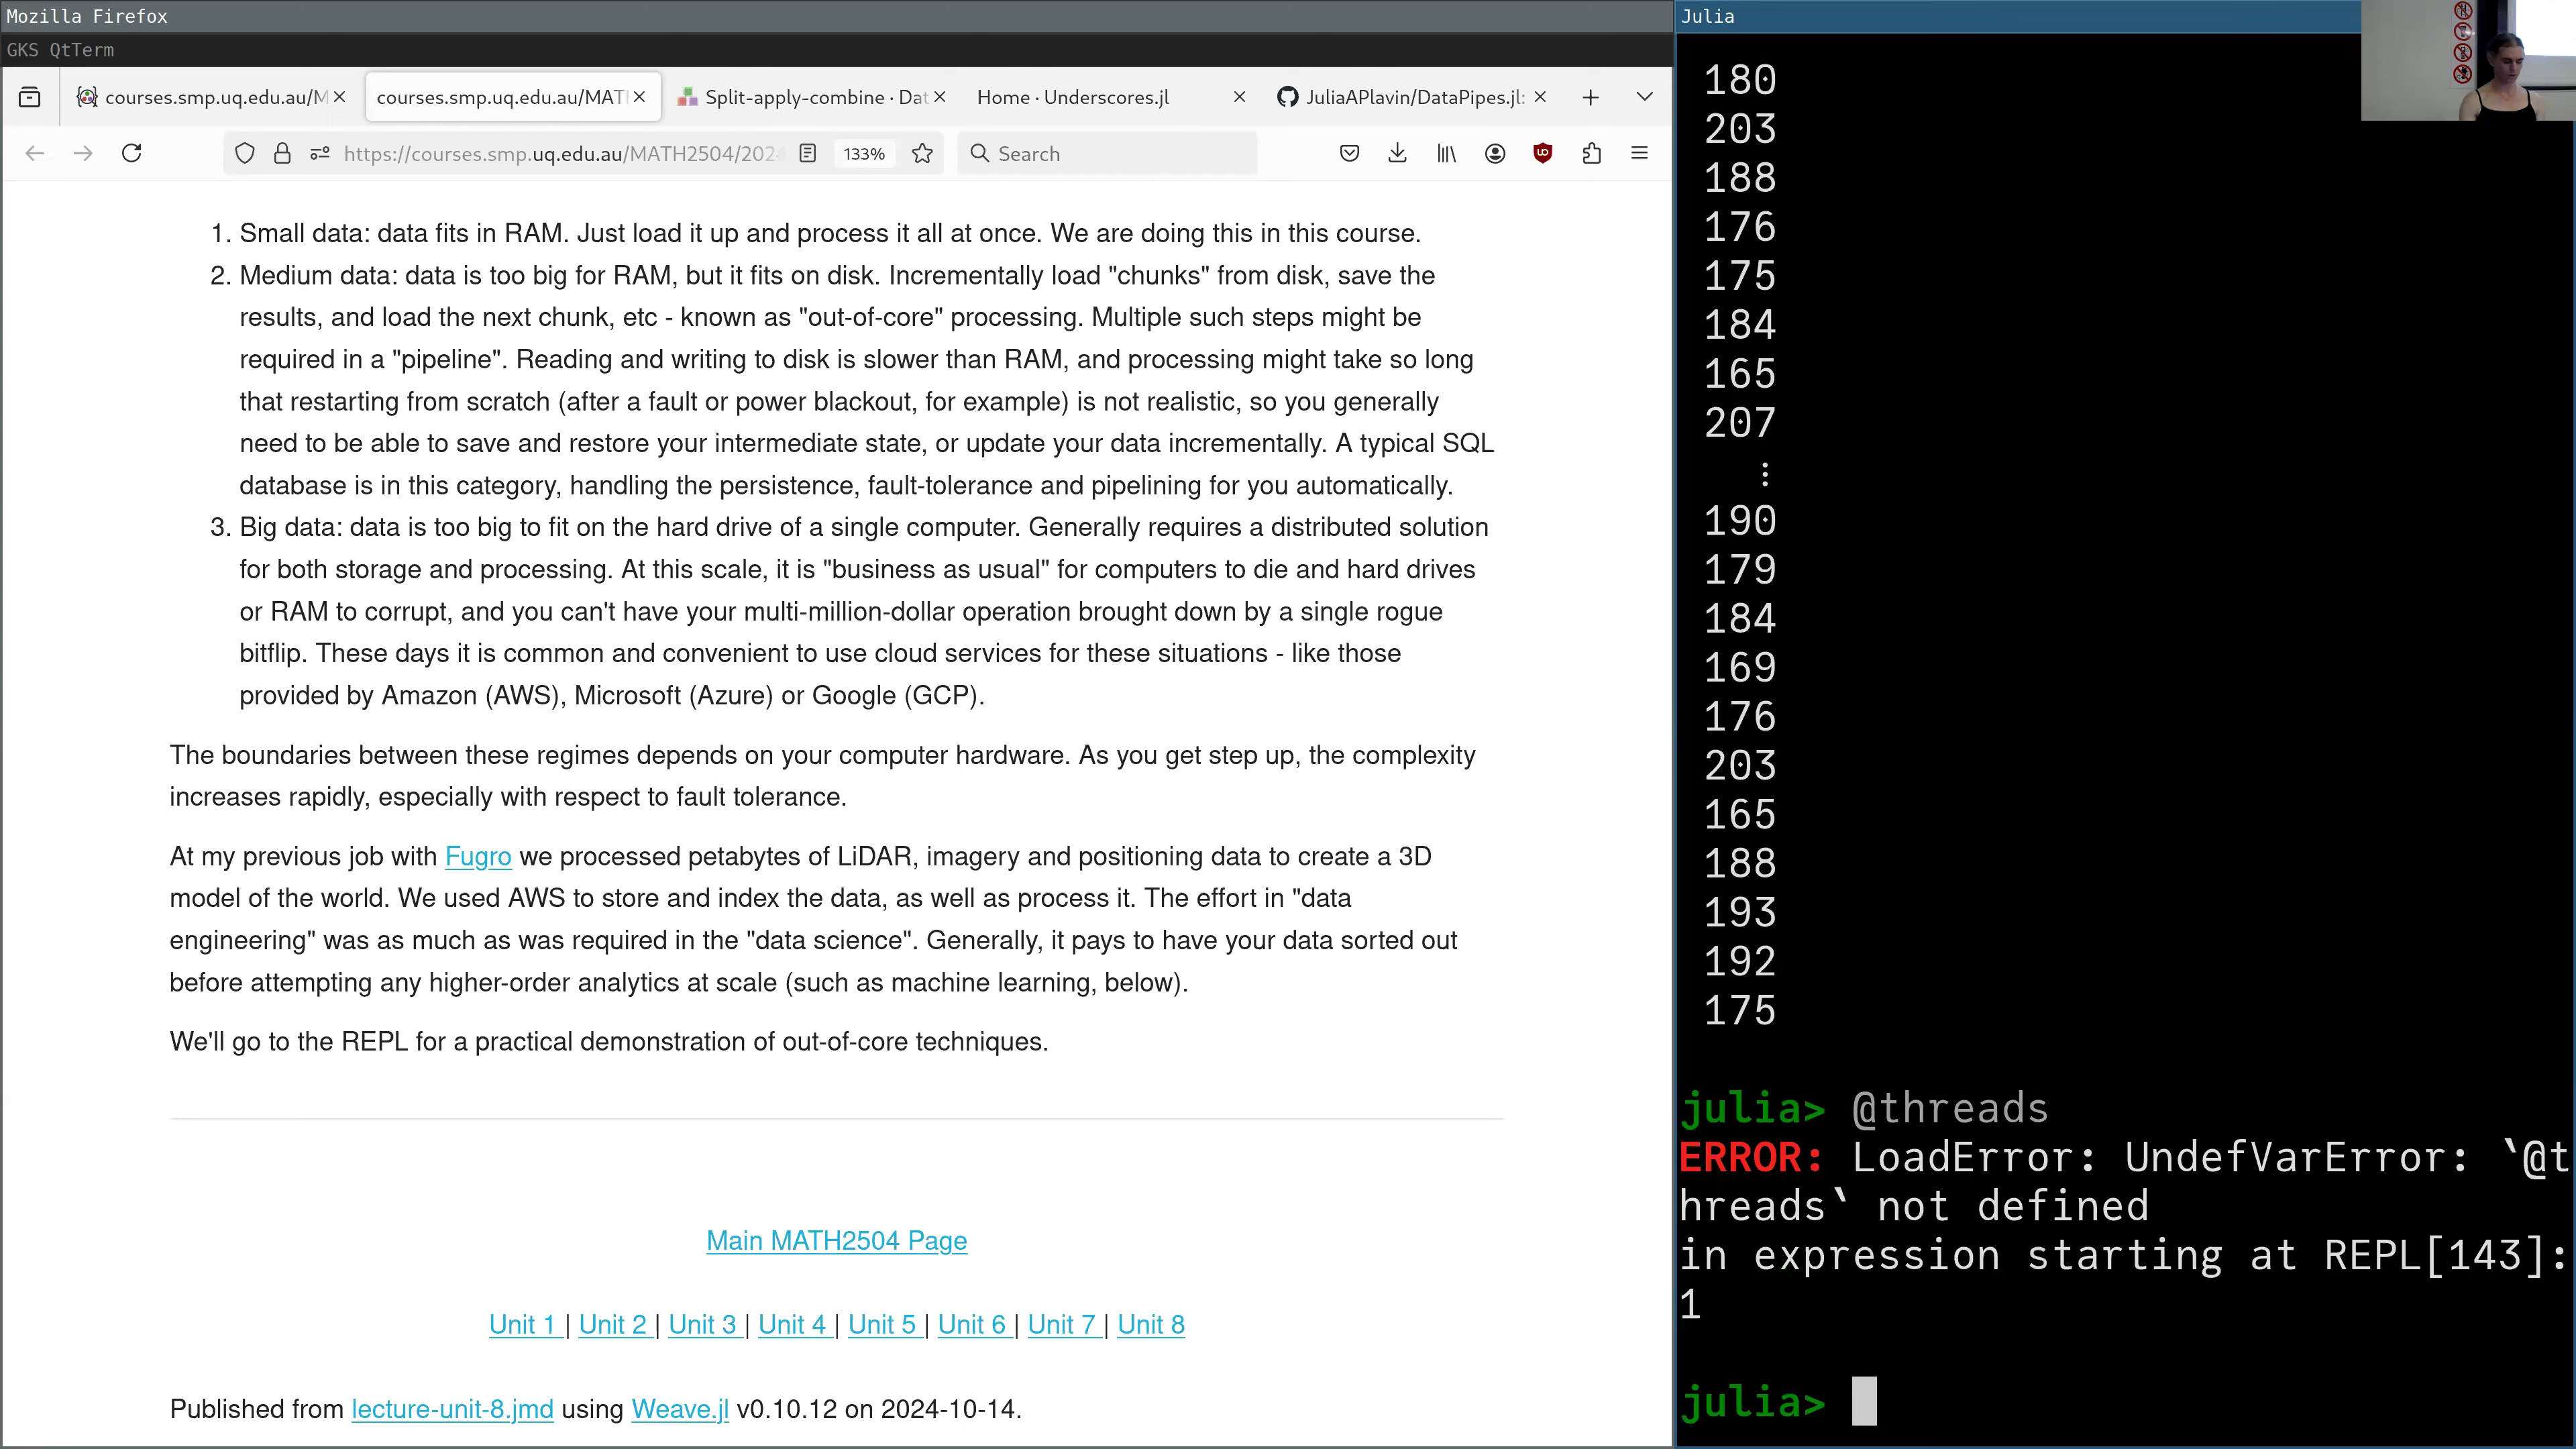 Mozilla Firefox
GKS QtTerm
courses.smp.uq.edu.au/M
courses.smp.uq.edu.au/MAT
Split-apply-combine · Dat
Home · Underscores.jl
JuliaAPlavin/DataPipes.jl:
https://courses.smp.uq.edu.au/MATH2504/202
133%
Search
1. Small data: data fits in RAM. Just load it up and process it all at once. We are doing this in this course.
2. Medium data: data is too big for RAM, but it fits on disk. Incrementally load "chunks" from disk, save the
results, and load the next chunk, etc - known as "out-of-core" processing. Multiple such steps might be
required in a "pipeline". Reading and writing to disk is slower than RAM, and processing might take so long
that restarting from scratch (after a fault or power blackout, for example) is not realistic, so you generally
need to be able to save and restore your intermediate state, or update your data incrementally. A typical SQL
database is in this category, handling the persistence, fault-tolerance and pipelining for you automatically.
3. Big data: data is too big to fit on the hard drive of a single computer. Generally requires a distributed solution
for both storage and processing. At this scale, it is "business as usual" for computers to die and hard drives
or RAM to corrupt, and you can't have your multi-million-dollar operation brought down by a single rogue
bitflip. These days it is common and convenient to use cloud services for these situations - like those
provided by Amazon (AWS), Microsoft (Azure) or Google (GCP).
The boundaries between these regimes depends on your computer hardware. As you get step up, the complexity
increases rapidly, especially with respect to fault tolerance.
At my previous job with Fugro we processed petabytes of LiDAR, imagery and positioning data to create a 3D
model of the world. We used AWS to store and index the data, as well as process it. The effort in "data
engineering" was as much as was required in the "data science". Generally, it pays to have your data sorted out
before attempting any higher-order analytics at scale (such as machine learning, below).
We'll go to the REPL for a practical demonstration of out-of-core techniques.
Main MATH2504 Page
Unit 1 | Unit 2 | Unit 3 | Unit 4 | Unit 5 | Unit 6 | Unit 7 | Unit 8
Published from lecture-unit-8.jmd using Weave.jl v0.10.12 on 2024-10-14.
Julia
180
203
188
176
175
184
165
207
⋮
190
179
184
169
176
203
165
188
193
192
175
julia> @threads
ERROR: LoadError: UndefVarError: `@t
hreads` not defined
in expression starting at REPL[143]:
1
julia>